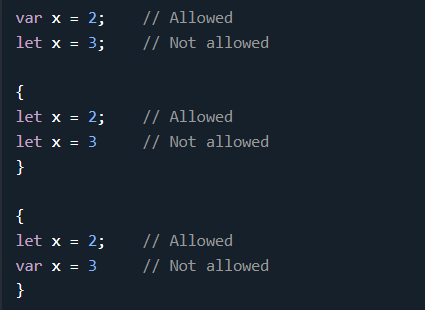 var x = 2;    // Allowed
let x = 3;    // Not allowed

{
let x = 2;    // Allowed
let x = 3     // Not allowed
}

{
let x = 2;    // Allowed
var x = 3     // Not allowed
}